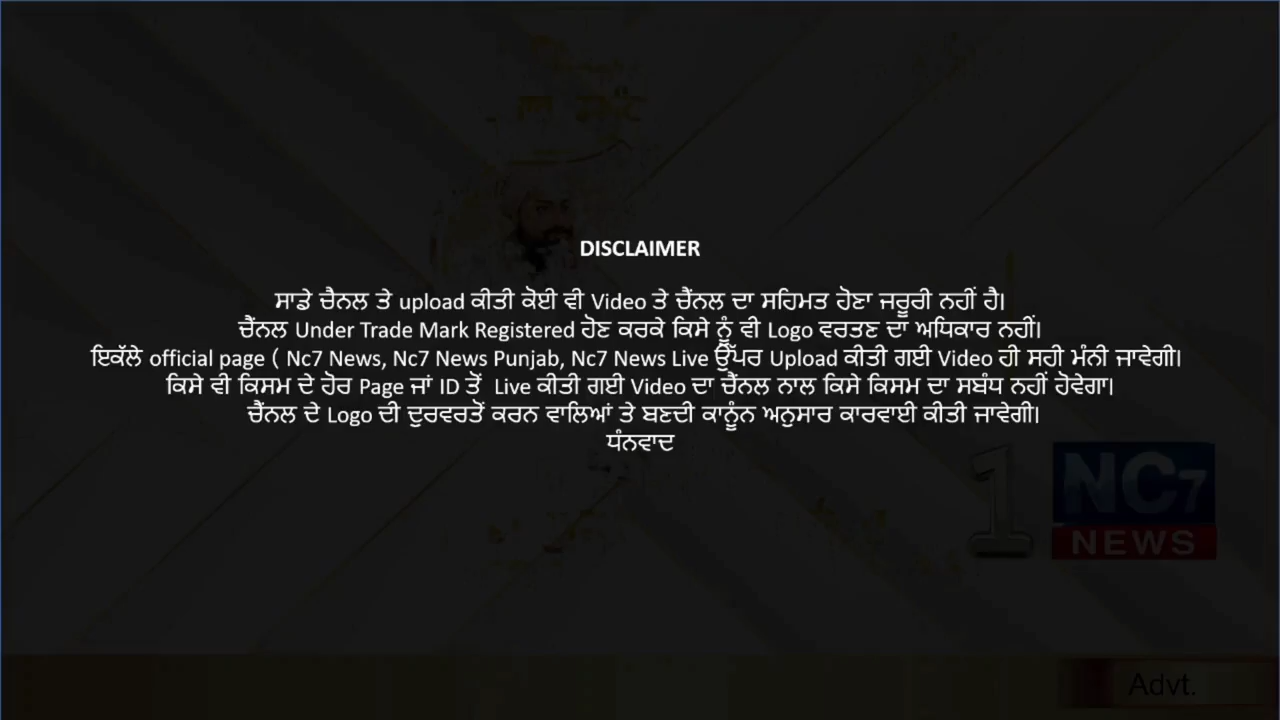 DISCLAIMER
ਸਾਡੇ ਚੈਨਲ ਤੇ upload ਕੀਤੀ ਕੋਈ ਵੀ Video ਤੇ ਚੈਂਨਲ ਦਾ ਸਹਿਮਤ ਹੋਣਾ ਜਰੂਰੀ ਨਹੀਂ ਹੈ।
ਚੈਂਨਲ Under Trade Mark Registered ਹੋਣ ਕਰਕੇ ਕਿਸੇ ਨੂੰ ਵੀ Logo ਵਰਤਣ ਦਾ ਅਧਿਕਾਰ ਨਹੀਂ।
ਇਕੱਲੇ official page ( Nc7 News, Nc7 News Punjab, Nc7 News Live ਉੱਪਰ Upload ਕੀਤੀ ਗਈ Video ਹੀ ਸਹੀ ਮੰਨੀ ਜਾਵੇਗੀ।
ਕਿਸੇ ਵੀ ਕਿਸਮ ਦੇ ਹੋਰ Page ਜਾਂ ID ਤੋਂ Live ਕੀਤੀ ਗਈ Video ਦਾ ਚੈਂਨਲ ਨਾਲ ਕਿਸੇ ਕਿਸਮ ਦਾ ਸਬੰਧ ਨਹੀਂ ਹੋਵੇਗਾ।
ਚੈਂਨਲ ਦੇ Logo ਦੀ ਦੁਰਵਰਤੋਂ ਕਰਨ ਵਾਲਿਆਂ ਤੇ ਬਣਦੀ ਕਾਨੂੰਨ ਅਨੁਸਾਰ ਕਾਰਵਾਈ ਕੀਤੀ ਜਾਵੇਗੀ।
ਧੰਨਵਾਦ
1 NC7
NEWS
Advt.